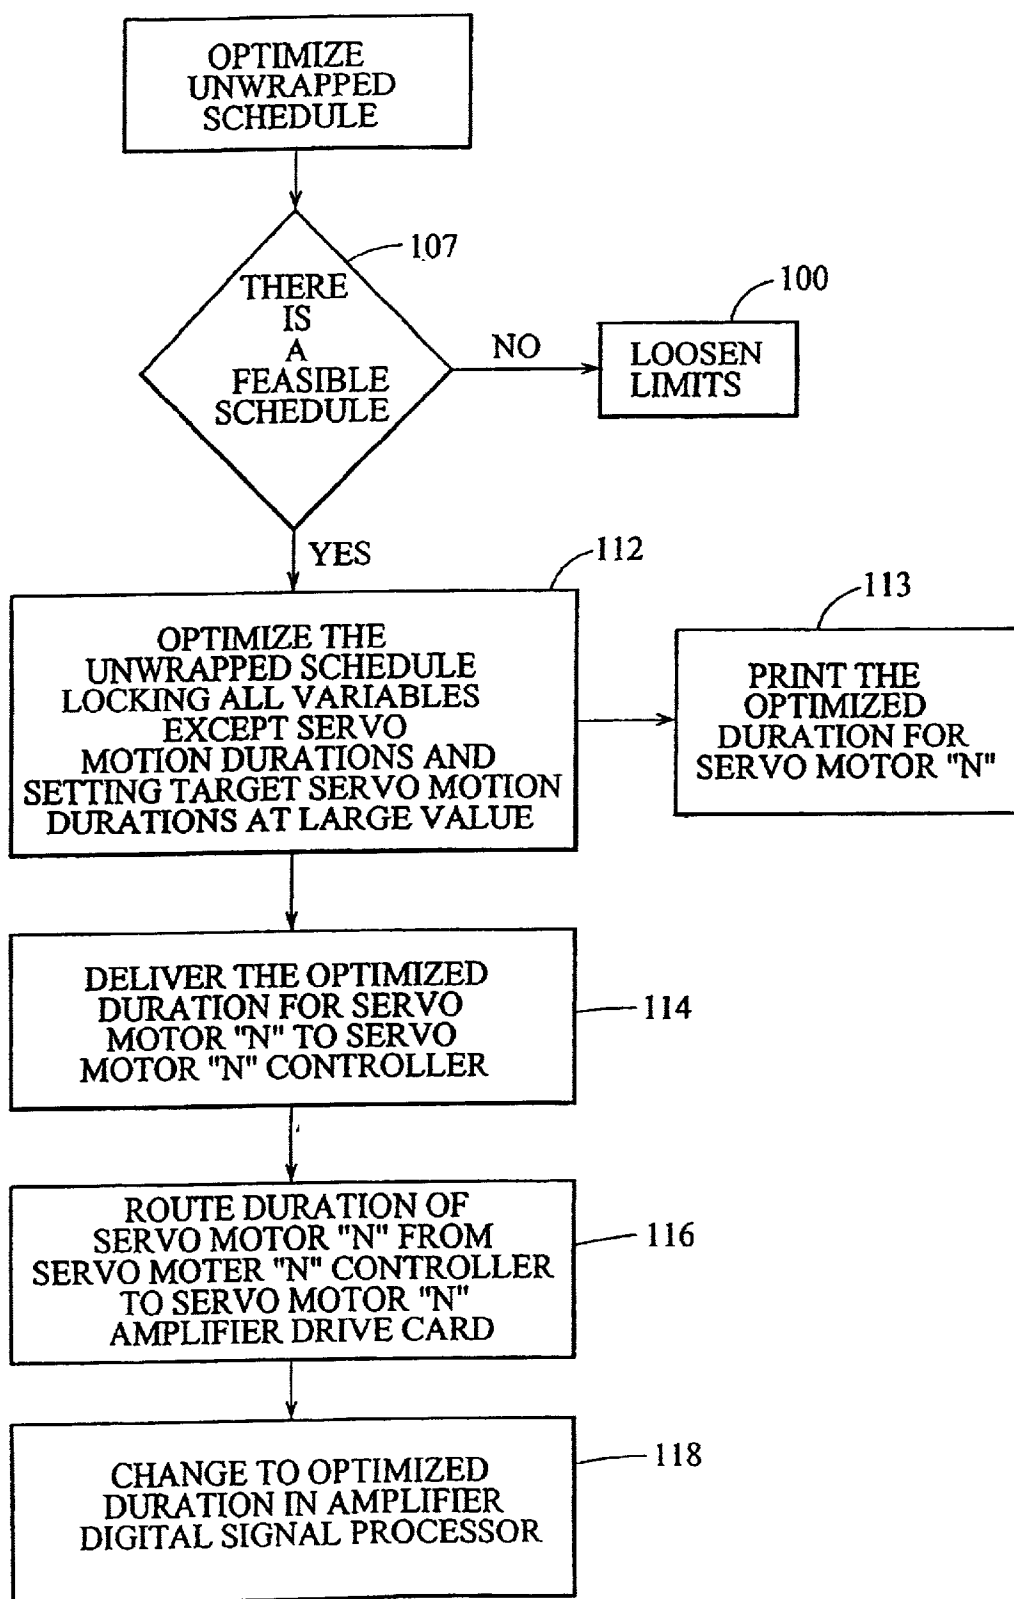 OPTIMIZE
UNWRAPPED
SCHEDULE
107
THERE
IS
A
FEASIBLE
SCHEDULE
NO
100
LOOSEN
LIMITS
YES
112
OPTIMIZE THE
UNWRAPPED SCHEDULE
LOCKING ALL VARIABLES
EXCEPT SERVO
MOTION DURATIONS AND
SETTING TARGET SERVO MOTION
DURATIONS AT LARGE VALUE
113
PRINT THE
OPTIMIZED
DURATION FOR
SERVO MOTOR "N"
DELIVER THE OPTIMIZED
DURATION FOR SERVO
MOTOR "N" TO SERVO
MOTOR "N" CONTROLLER
114
ROUTE DURATION OF
SERVO MOTOR "N" FROM
SERVO MOTER "N" CONTROLLER
TO SERVO MOTOR "N"
AMPLIFIER DRIVE CARD
116
CHANGE TO OPTIMIZED
DURATION IN AMPLIFIER
DIGITAL SIGNAL PROCESSOR
118